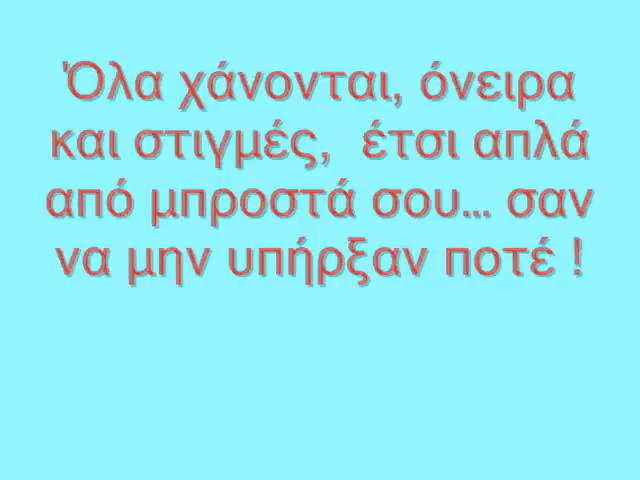 Όλα χάνονται, όνειρα
και στιγμές,  έτσι απλά
από μπροστά σου... σαν
να μην υπήρξαν ποτέ !